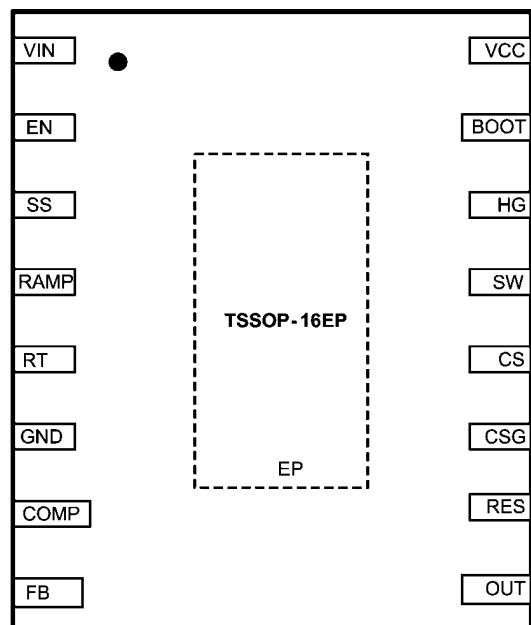 VIN VCC
EN BOOT
SS HG
RAMP SW
TSSOP-16EP
RT CS
GND CSG
EP
COMP RES
FB OUT